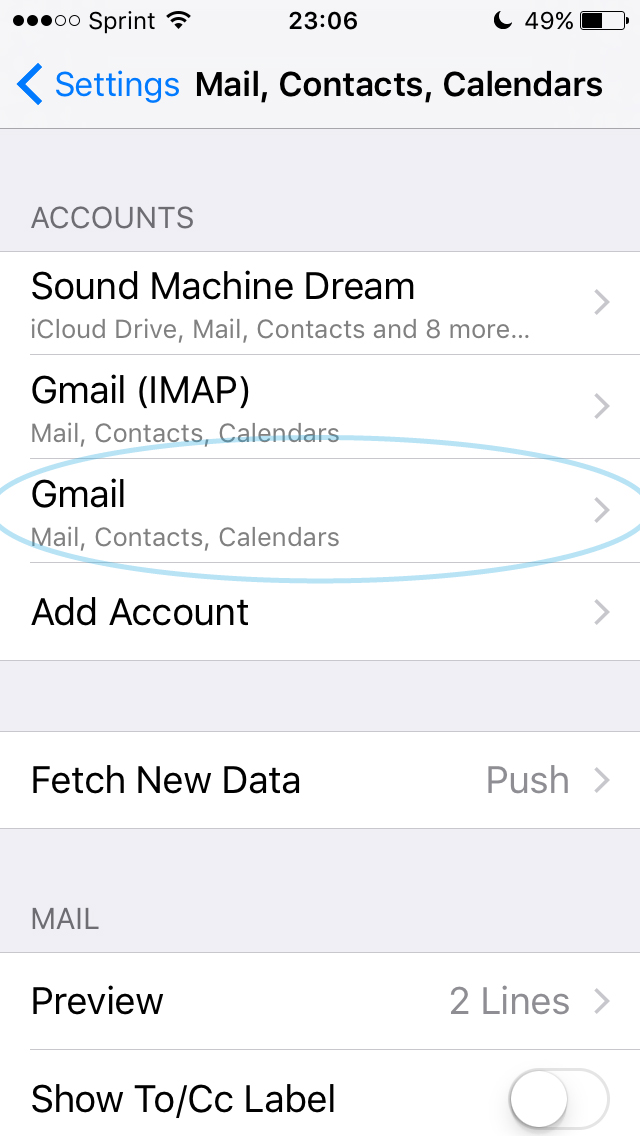 Sprint 23:06 49%
Settings Mail, Contacts, Calendars
ACCOUNTS
Sound Machine Dream
iCloud Drive, Mail, Contacts and 8 more...
Gmail (IMAP)
Mail, Contacts, Calendars
Gmail
Mail, Contacts, Calendars
Add Account
Fetch New Data Push
MAIL
Preview 2 Lines
Show To/Cc Label